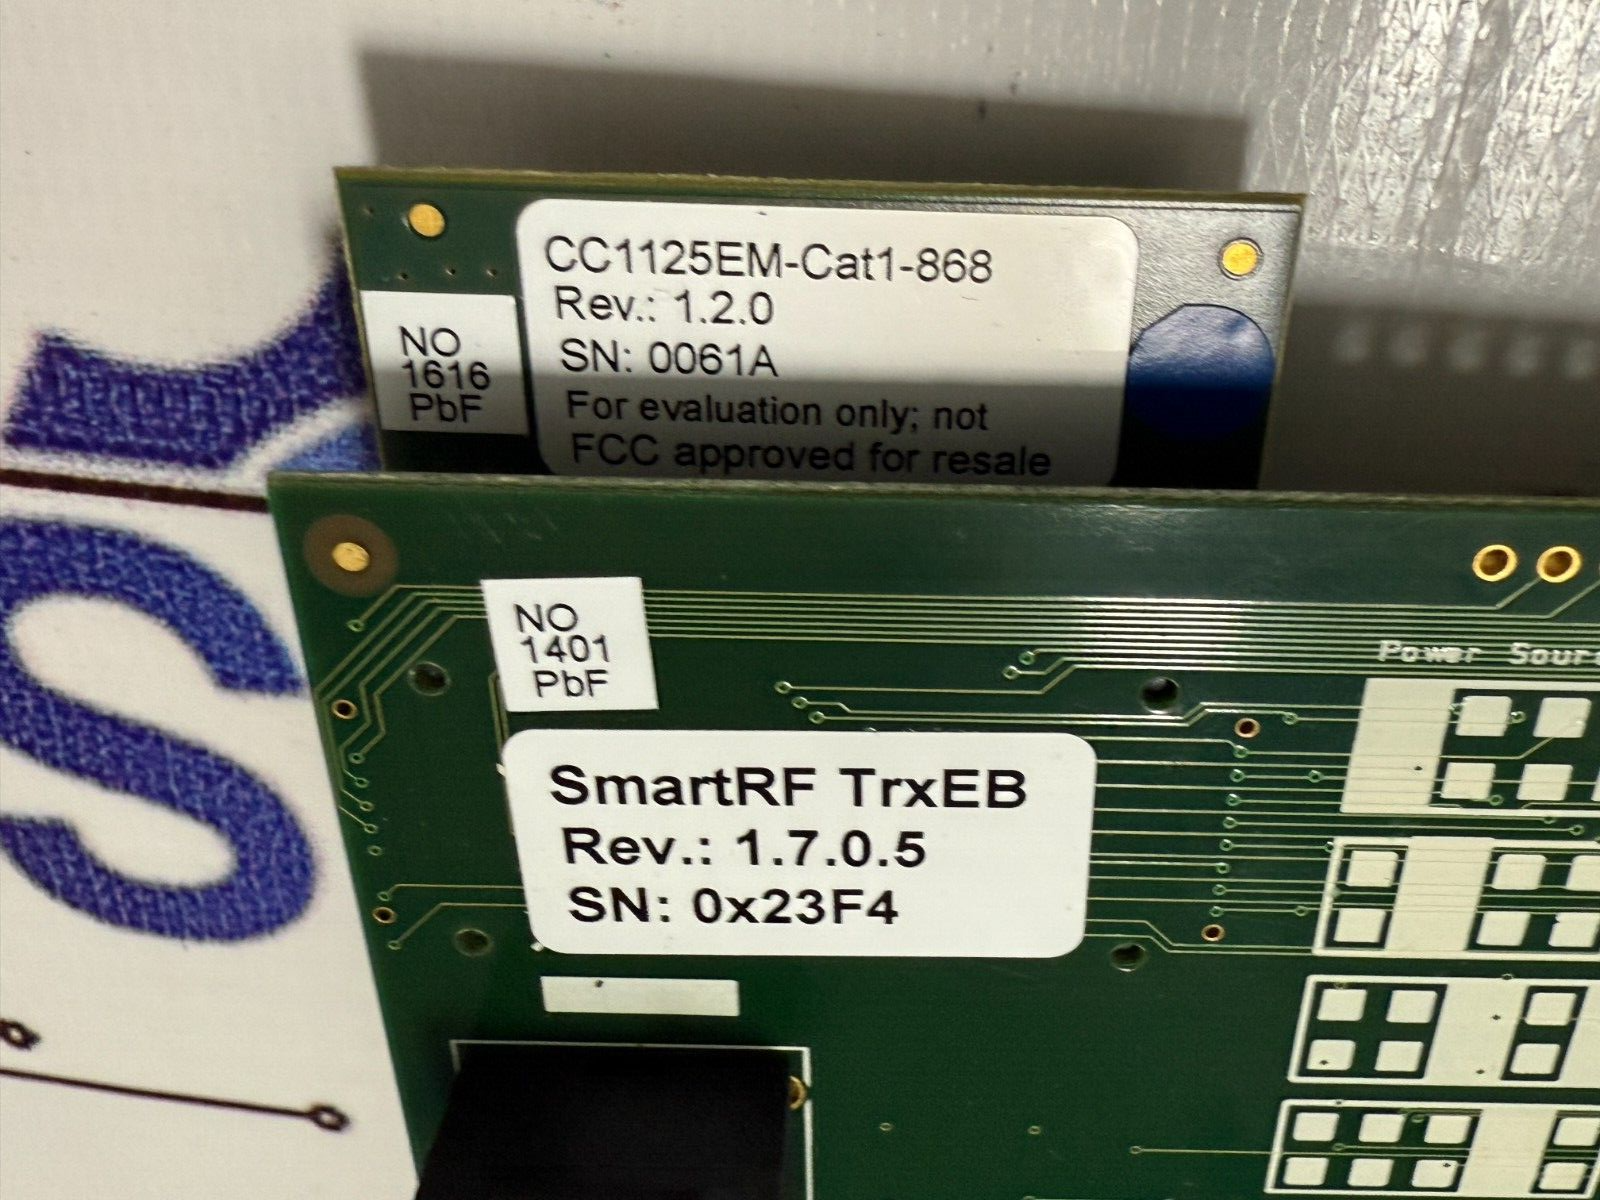 CC1125EM-Cat1-868
Rev.: 1.2.0
SN: 0061A
For evaluation only; not
FCC approved for resale
NO
1616
PbF
NO
1401
PbF
Power
SmartRF TrxEB
Rev.: 1.7.0.5
SN: 0x23F4